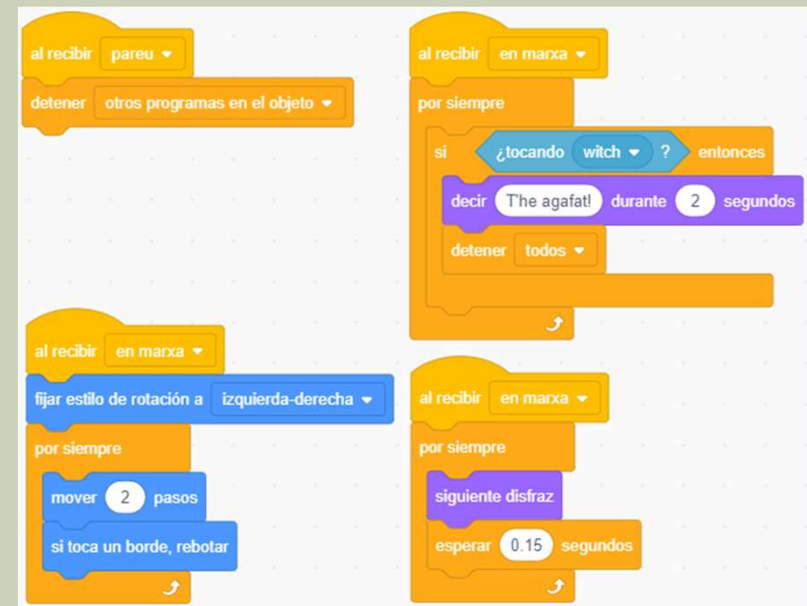 al recibir pareu
detener otros programas en el objeto
al recibir en marxa
por siempre
si ¿tocando witch ? entonces
decir T'he agafat! durante 2 segundos
detener todos
al recibir en marxa
fijar estilo de rotación a izquierda-derecha
por siempre
mover 2 pasos
si toca un borde, rebotar
al recibir en marxa
por siempre
siguiente disfraz
esperar 0.15 segundos